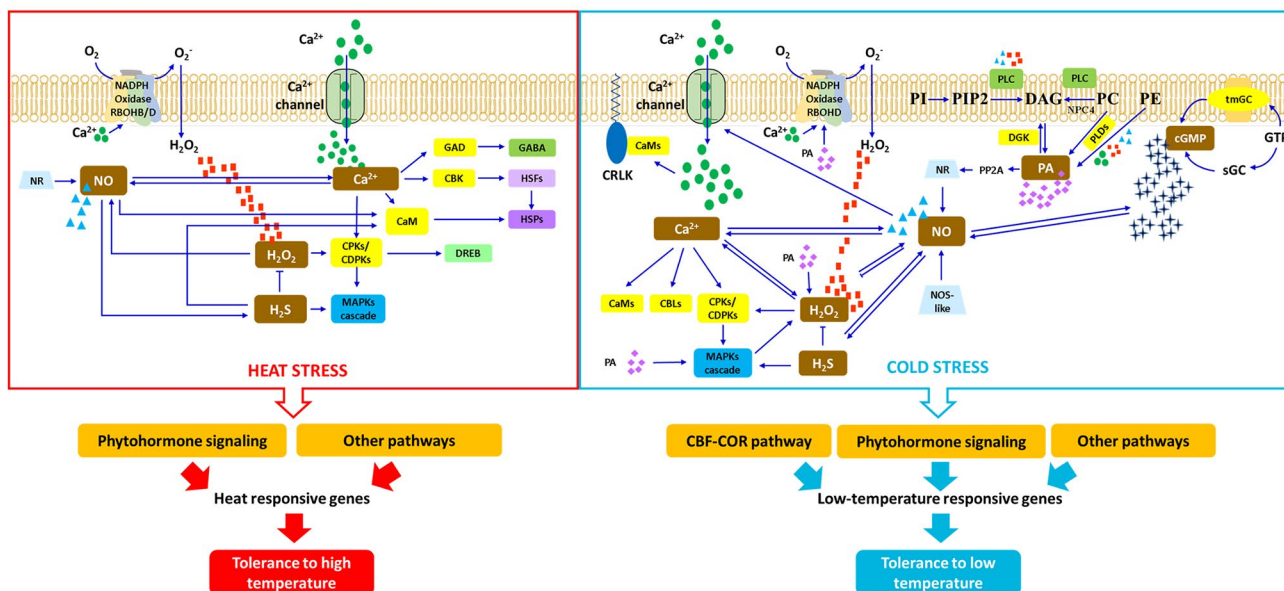 O₂
O₂⁻
NADPH
Oxidase
RBOHB/D
Ca²⁺
H₂O₂
Ca²⁺
Ca²⁺
channel
NR
NO
Ca²⁺
GAD
GABA
CBK
HSFs
CaM
HSPs
H₂O₂
CPKs/
CDPKs
DREB
H₂S
MAPKs
cascade
HEAT STRESS
Phytohormone signaling
Other pathways
Heat responsive genes
Tolerance to high
temperature
Ca²⁺
Ca²⁺
channel
CaMs
CRLK
O₂
O₂⁻
NADPH
Oxidase
RBOHD
Ca²⁺
PA
H₂O₂
PLC
PLC
PI
PIP2
DAG
PC
PE
NPC4
DGK
PLDs
PA
PP2A
NR
tmGC
cGMP
GTP
sGC
Ca²⁺
NO
NOS-
like
PA
CaMs
CBLs
CPKs/
CDPKs
H₂O₂
PA
MAPKs
cascade
H₂S
COLD STRESS
CBF-COR pathway
Phytohormone signaling
Other pathways
Low-temperature responsive genes
Tolerance to low
temperature